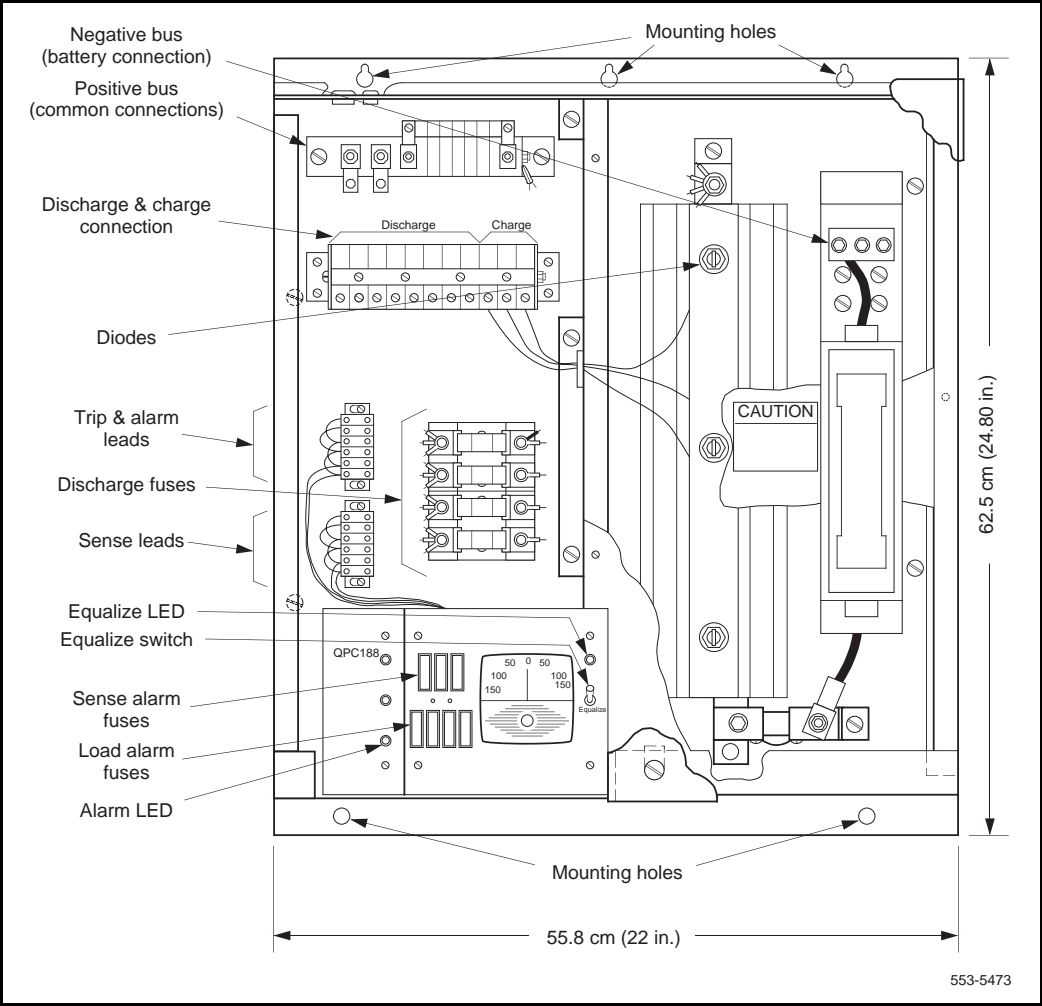 Negative bus
(battery connection)
Mounting holes
Positive bus
(common connections)
Discharge & charge
connection
Discharge
Charge
Diodes
Trip & alarm
leads
CAUTION
Discharge fuses
Sense leads
62.5 cm (24.80 in.)
Equalize LED
Equalize switch
QPC188
50 0 50
100 100
150 150
Equalize
Sense alarm
fuses
Load alarm
fuses
Alarm LED
Mounting holes
55.8 cm (22 in.)
553-5473